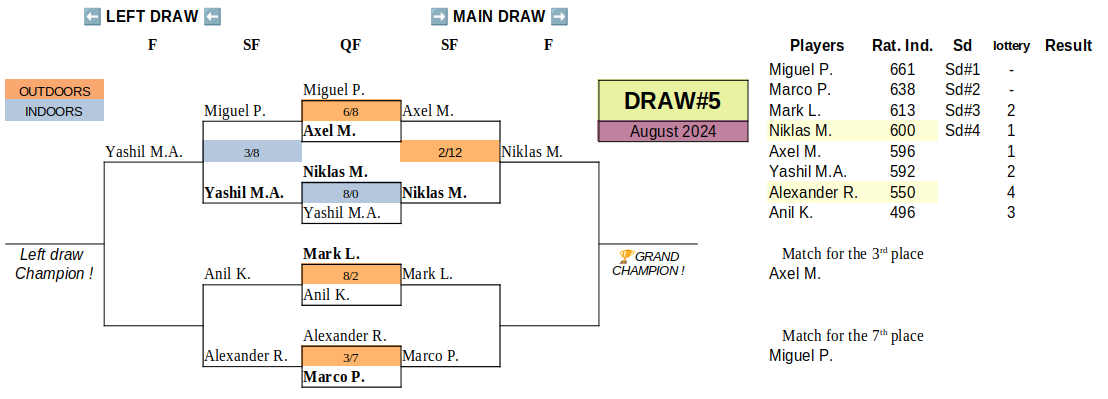 ⬅️ LEFT DRAW ⬅️ ➡️ MAIN DRAW ➡️
F SF QF SF F Players Rat. Ind. Sd lottery Result
Miguel P. 661 Sd#1 -
OUTDOORS Miguel P. Marco P. 638 Sd#2 -
INDOORS Miguel P. 6/8 Axel M. DRAW#5 Mark L. 613 Sd#3 2
Axel M. August 2024 Niklas M. 600 Sd#4 1
Yashil M.A. 3/8 2/12 Niklas M. Axel M. 596 1
Niklas M. Yashil M.A. 592 2
Yashil M.A. 8/0 Niklas M. Alexander R. 550 4
Yashil M.A. Anil K. 496 3
Left draw Mark L. 🏆GRAND Match for the 3rd place
Champion ! Anil K. 8/2 Mark L. CHAMPION ! Axel M.
Anil K.
Alexander R. Match for the 7th place
Alexander R. 3/7 Marco P. Miguel P.
Marco P.